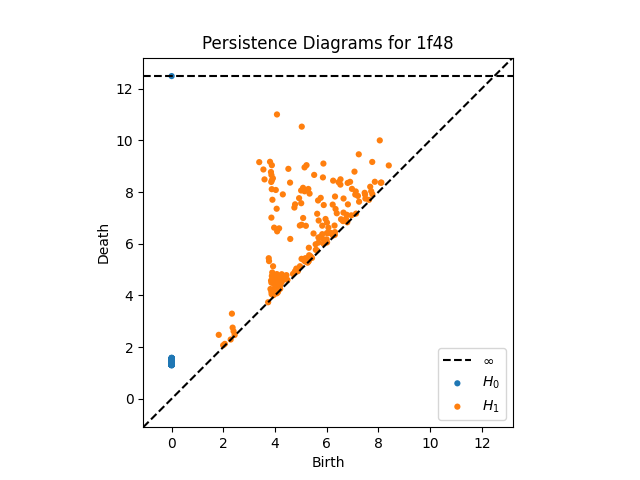 Persistence Diagrams for 1f48
Death
12
10
8
6
4
2
0
∞
H₀
H₁
0 2 4 6 8 10 12
Birth